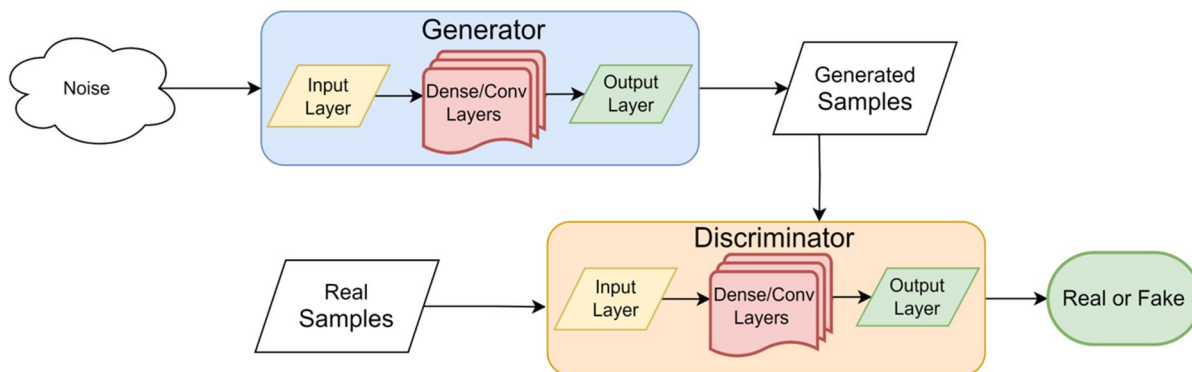 Generator
Noise
Input
Layer
Dense/Conv
Layers
Output
Layer
Generated
Samples
Discriminator
Real
Samples
Input
Layer
Dense/Conv
Layers
Output
Layer
Real or Fake